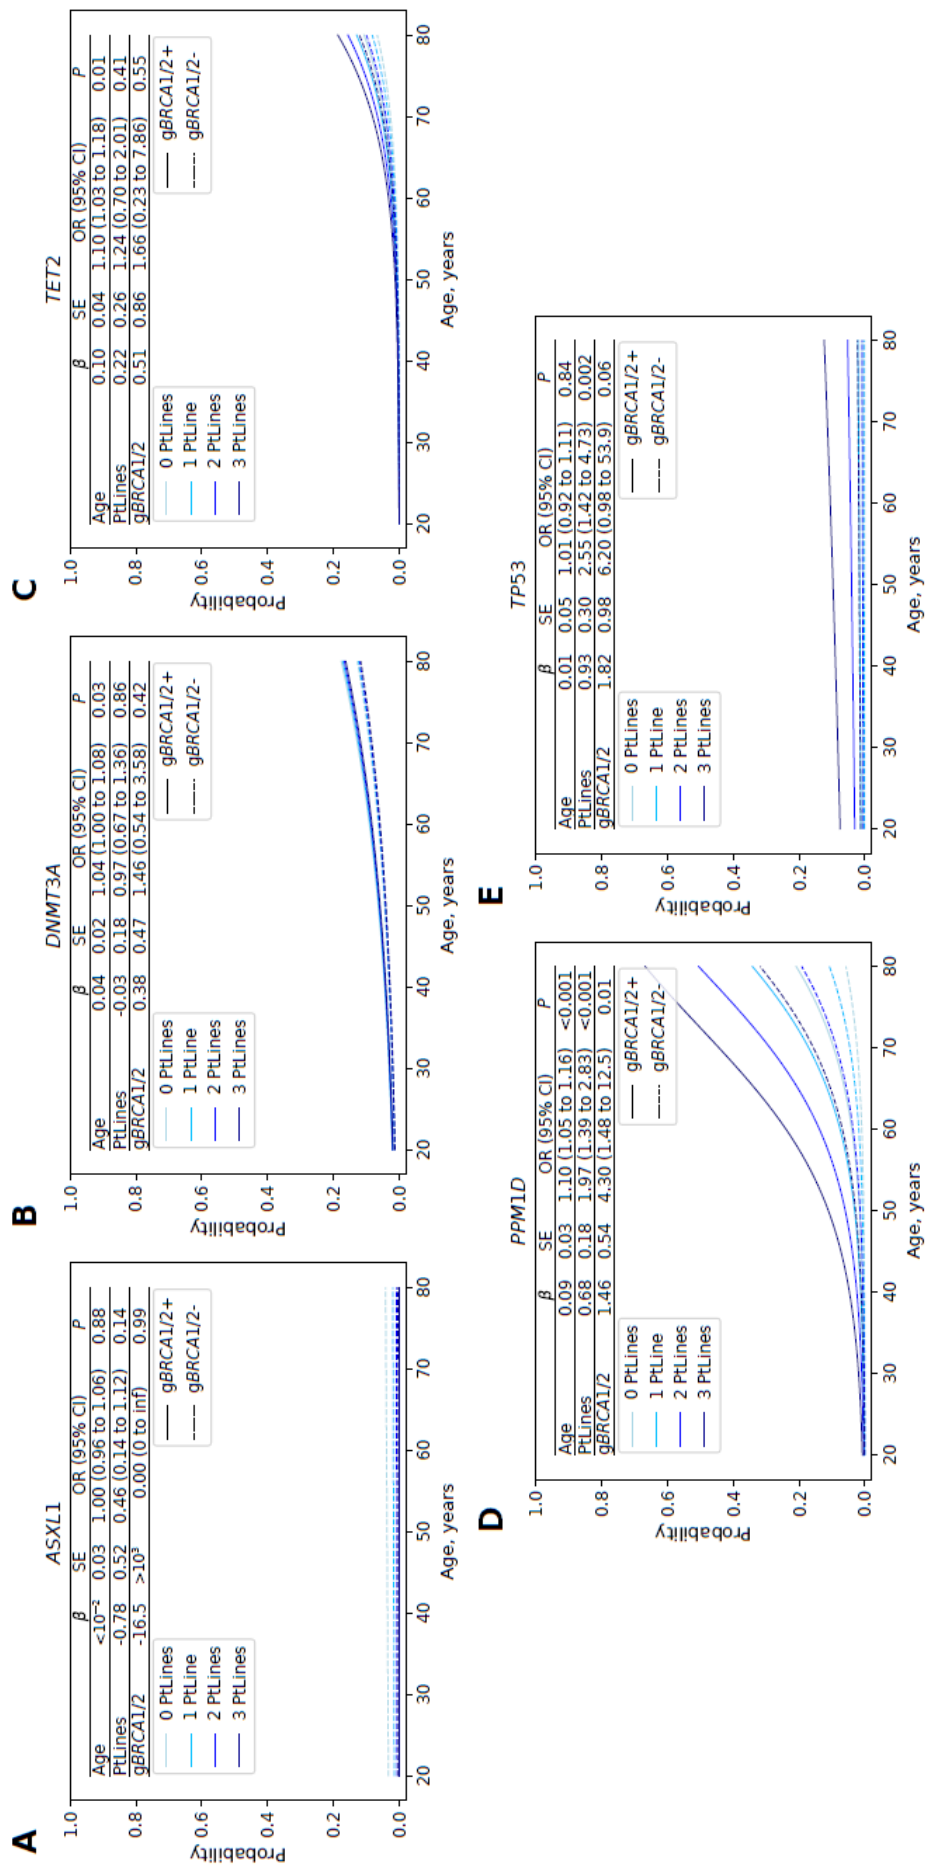 A
ASXL1
β SE OR (95% CI) P
Age <10⁻² 0.03 1.00 (0.96 to 1.06) 0.88
PtLines -0.78 0.52 0.46 (0.14 to 1.12) 0.14
gBRCA1/2 -16.5 >10³ 0.00 (0 to inf) 0.99
0 PtLines
1 PtLine
2 PtLines
3 PtLines
gBRCA1/2+
gBRCA1/2-
Probability
1.0
0.8
0.6
0.4
0.2
0.0
20 30 40 50 60 70 80
Age, years
B
DNMT3A
β SE OR (95% CI) P
Age 0.04 0.02 1.04 (1.00 to 1.08) 0.03
PtLines -0.03 0.18 0.97 (0.67 to 1.36) 0.86
gBRCA1/2 0.38 0.47 1.46 (0.54 to 3.58) 0.42
0 PtLines
1 PtLine
2 PtLines
3 PtLines
gBRCA1/2+
gBRCA1/2-
Probability
1.0
0.8
0.6
0.4
0.2
0.0
20 30 40 50 60 70 80
Age, years
C
TET2
β SE OR (95% CI) P
Age 0.10 0.04 1.10 (1.03 to 1.18) 0.01
PtLines 0.22 0.26 1.24 (0.70 to 2.01) 0.41
gBRCA1/2 0.51 0.86 1.66 (0.23 to 7.86) 0.55
0 PtLines
1 PtLine
2 PtLines
3 PtLines
gBRCA1/2+
gBRCA1/2-
Probability
1.0
0.8
0.6
0.4
0.2
0.0
20 30 40 50 60 70 80
Age, years
D
PPM1D
β SE OR (95% CI) P
Age 0.09 0.03 1.10 (1.05 to 1.16) <0.001
PtLines 0.68 0.18 1.97 (1.39 to 2.83) <0.001
gBRCA1/2 1.46 0.54 4.30 (1.48 to 12.5) 0.01
0 PtLines
1 PtLine
2 PtLines
3 PtLines
gBRCA1/2+
gBRCA1/2-
Probability
1.0
0.8
0.6
0.4
0.2
0.0
20 30 40 50 60 70 80
Age, years
E
TP53
β SE OR (95% CI) P
Age 0.01 0.05 1.01 (0.92 to 1.11) 0.84
PtLines 0.93 0.30 2.55 (1.42 to 4.73) 0.002
gBRCA1/2 1.82 0.98 6.20 (0.98 to 53.9) 0.06
0 PtLines
1 PtLine
2 PtLines
3 PtLines
gBRCA1/2+
gBRCA1/2-
Probability
1.0
0.8
0.6
0.4
0.2
0.0
20 30 40 50 60 70 80
Age, years